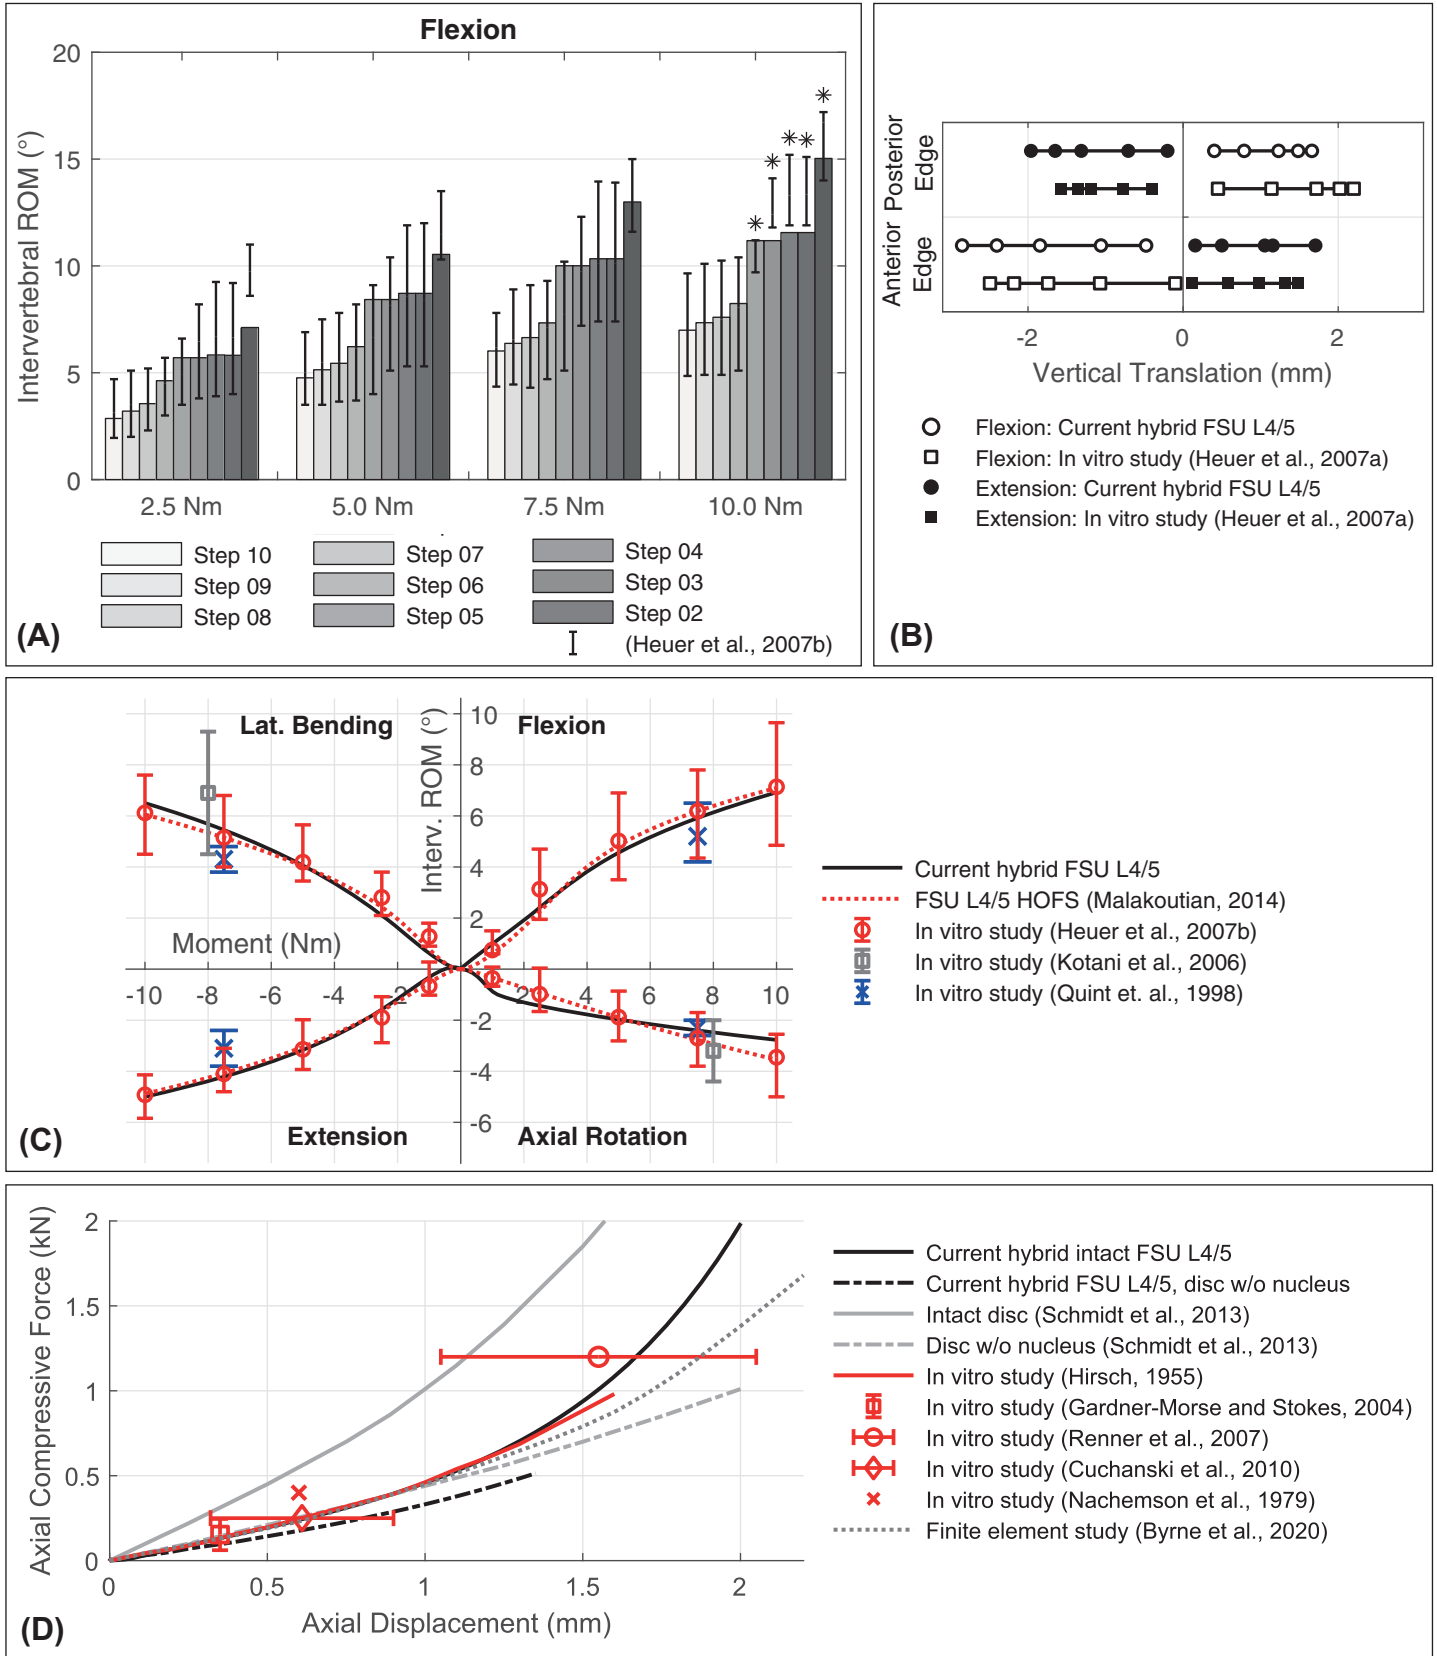 Flexion
20
15
10
5
0
Intervertebral ROM (°)
2.5 Nm 5.0 Nm 7.5 Nm 10.0 Nm
Step 10 Step 07 Step 04
Step 09 Step 06 Step 03
Step 08 Step 05 Step 02
(Heuer et al., 2007b)
(A)
Posterior Edge
Anterior Edge
-2 0 2
Vertical Translation (mm)
Flexion: Current hybrid FSU L4/5
Flexion: In vitro study (Heuer et al., 2007a)
Extension: Current hybrid FSU L4/5
Extension: In vitro study (Heuer et al., 2007a)
(B)
Lat. Bending Flexion
Interv. ROM (°)
10
8
6
4
2
Moment (Nm)
-10 -8 -6 -4 -2 2 4 6 8 10
-2
-4
-6
Extension Axial Rotation
Current hybrid FSU L4/5
FSU L4/5 HOFS (Malakoutian, 2014)
In vitro study (Heuer et al., 2007b)
In vitro study (Kotani et al., 2006)
In vitro study (Quint et. al., 1998)
(C)
Axial Compressive Force (kN)
2
1.5
1
0.5
0
0 0.5 1 1.5 2
Axial Displacement (mm)
Current hybrid intact FSU L4/5
Current hybrid FSU L4/5, disc w/o nucleus
Intact disc (Schmidt et al., 2013)
Disc w/o nucleus (Schmidt et al., 2013)
In vitro study (Hirsch, 1955)
In vitro study (Gardner-Morse and Stokes, 2004)
In vitro study (Renner et al., 2007)
In vitro study (Cuchanski et al., 2010)
In vitro study (Nachemson et al., 1979)
Finite element study (Byrne et al., 2020)
(D)